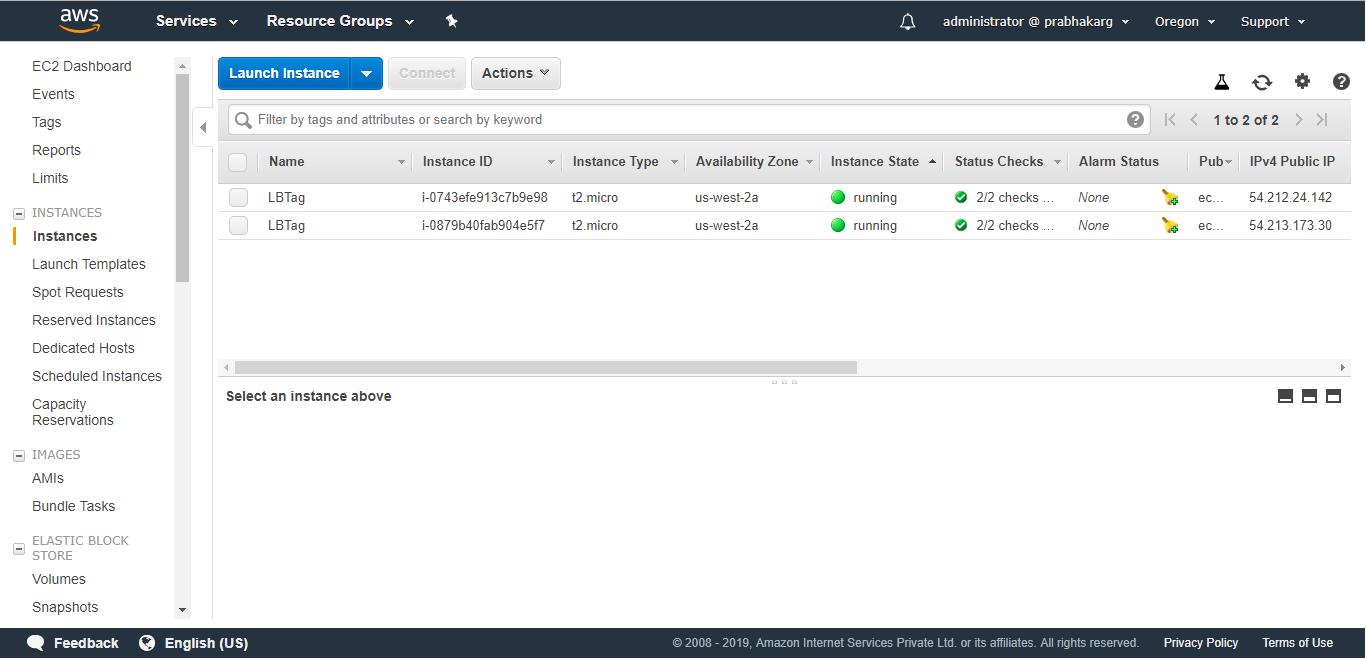 aws Services Resource Groups administrator @ prabhakarg Oregon Support
EC2 Dashboard
Events
Tags
Reports
Limits
INSTANCES
Instances
Launch Templates
Spot Requests
Reserved Instances
Dedicated Hosts
Scheduled Instances
Capacity
Reservations
IMAGES
AMIs
Bundle Tasks
ELASTIC BLOCK
STORE
Volumes
Snapshots
Launch Instance Connect Actions
Filter by tags and attributes or search by keyword 1 to 2 of 2
Name Instance ID Instance Type Availability Zone Instance State Status Checks Alarm Status Pub IPv4 Public IP
LBTag i-0743efe913c7b9e98 t2.micro us-west-2a running 2/2 checks ... None ec... 54.212.24.142
LBTag i-0879b40fab904e5f7 t2.micro us-west-2a running 2/2 checks ... None ec... 54.213.173.30
Select an instance above
Feedback English (US) © 2008 - 2019, Amazon Internet Services Private Ltd. or its affiliates. All rights reserved. Privacy Policy Terms of Use